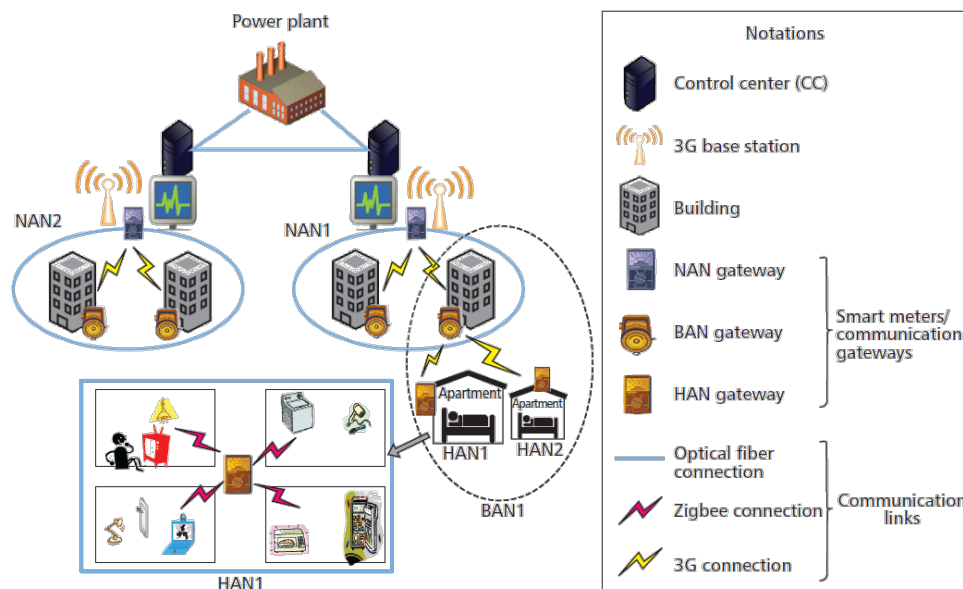 Power plant
NAN2
NAN1
Apartment
Apartment
HAN1
HAN2
BAN1
HAN1
Notations
Control center (CC)
3G base station
Building
NAN gateway
BAN gateway
HAN gateway
Smart meters/
communication
gateways
Optical fiber
connection
Zigbee connection
3G connection
Communication
links